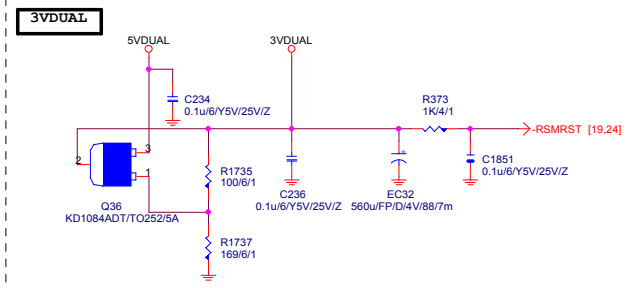 3VDUAL
5VDUAL
3VDUAL
C234
0.1u/6/Y5V/25V/Z
R373
1K/4/1
-RSMRST [19,24]
3
2
1
R1735
100/6/1
C1851
0.1u/6/Y5V/25V/Z
Q36
KD1084ADT/TO252/5A
C236
0.1u/6/Y5V/25V/Z
EC32
560u/FP/D/4V/88/7m
R1737
169/6/1